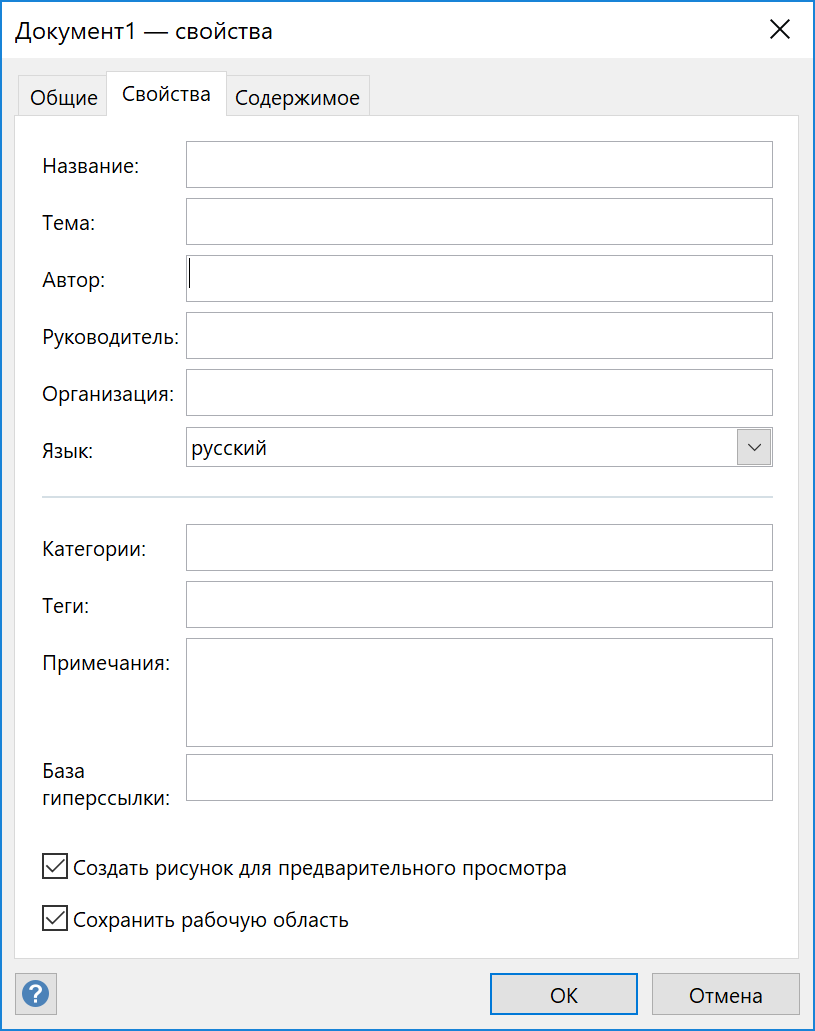 Документ1 — свойства
Общие Свойства Содержимое
Название:
Тема:
Автор:
Руководитель:
Организация:
Язык: русский
Категории:
Теги:
Примечания:
База
гиперссылки:
Создать рисунок для предварительного просмотра
Сохранить рабочую область
? ОК Отмена